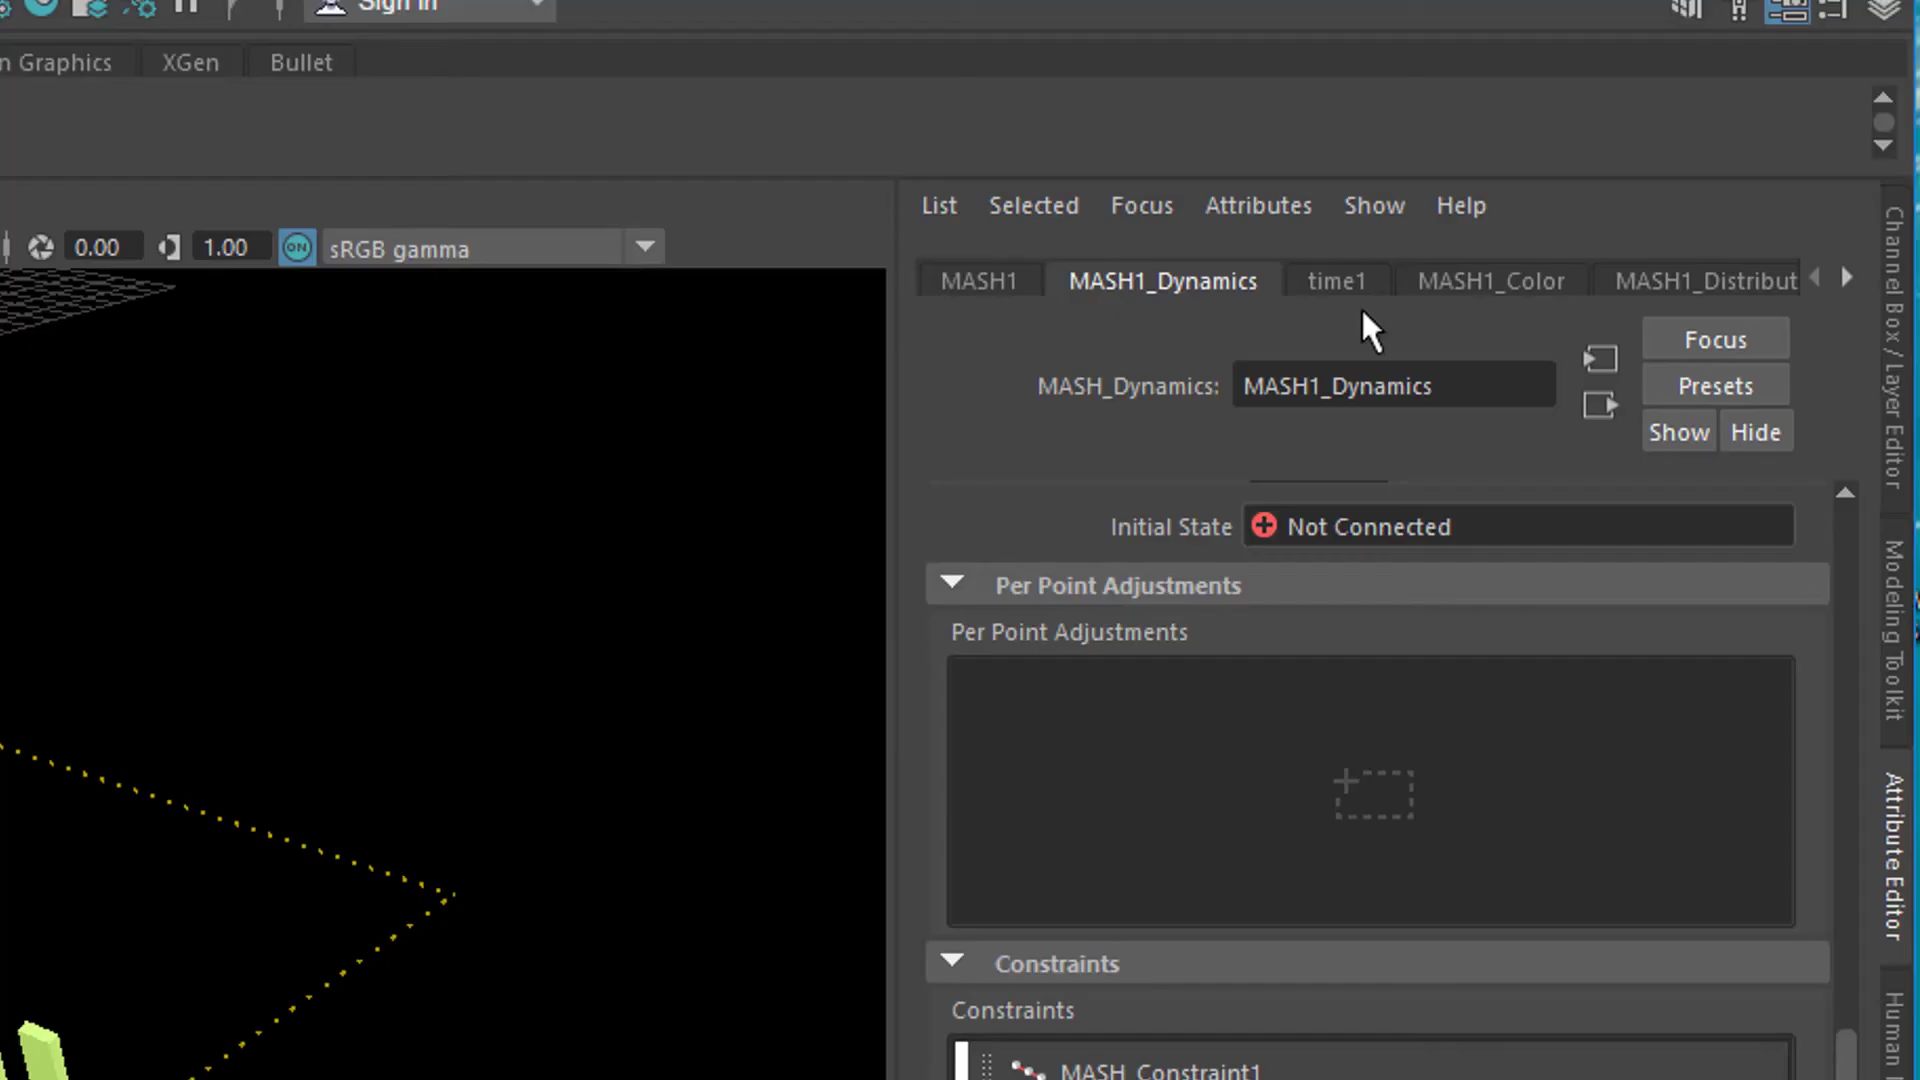 Sign In
n Graphics XGen Bullet
List Selected Focus Attributes Show Help
0.00 1.00 ON sRGB gamma
MASH1 MASH1_Dynamics time1 MASH1_Color MASH1_Distribut
Focus
MASH_Dynamics: MASH1_Dynamics
Presets
Show Hide
Initial State Not Connected
Per Point Adjustments
Per Point Adjustments
Constraints
Constraints
MASH_Constraint1
Channel Box / Layer Editor
Modeling Toolkit
Attribute Editor
Human